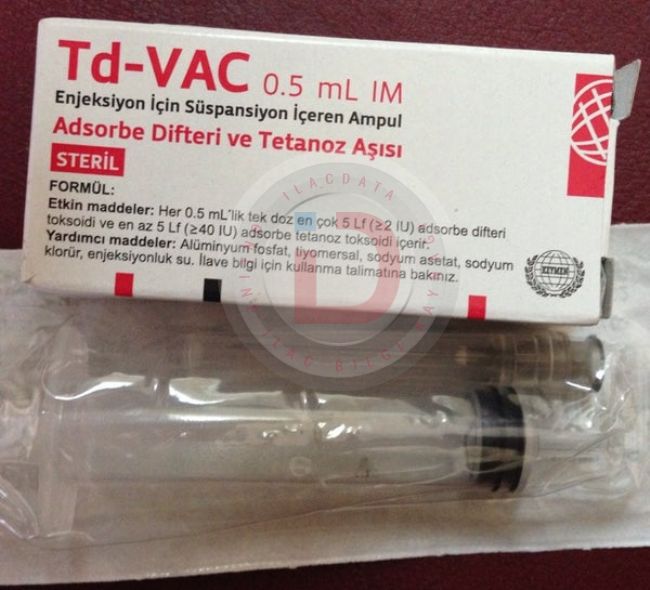 Td-VAC 0.5 mL IM
Enjeksiyon İçin Süspansiyon İçeren Ampul
Adsorbe Difteri ve Tetanoz Aşısı
STERİL
FORMÜL:
Etkin maddeler: Her 0.5 mL'lik tek doz en çok 5 Lf (≥2 IU) adsorbe difteri
toksoidi ve en az 5 Lf (≥40 IU) adsorbe tetanoz toksoidi içerir.
Yardımcı maddeler: Alüminyum fosfat, tiyomersal, sodyum asetat, sodyum
klorür, enjeksiyonluk su. İlave bilgi için kullanma talimatına bakınız.
KEYMEN
ILACDATA